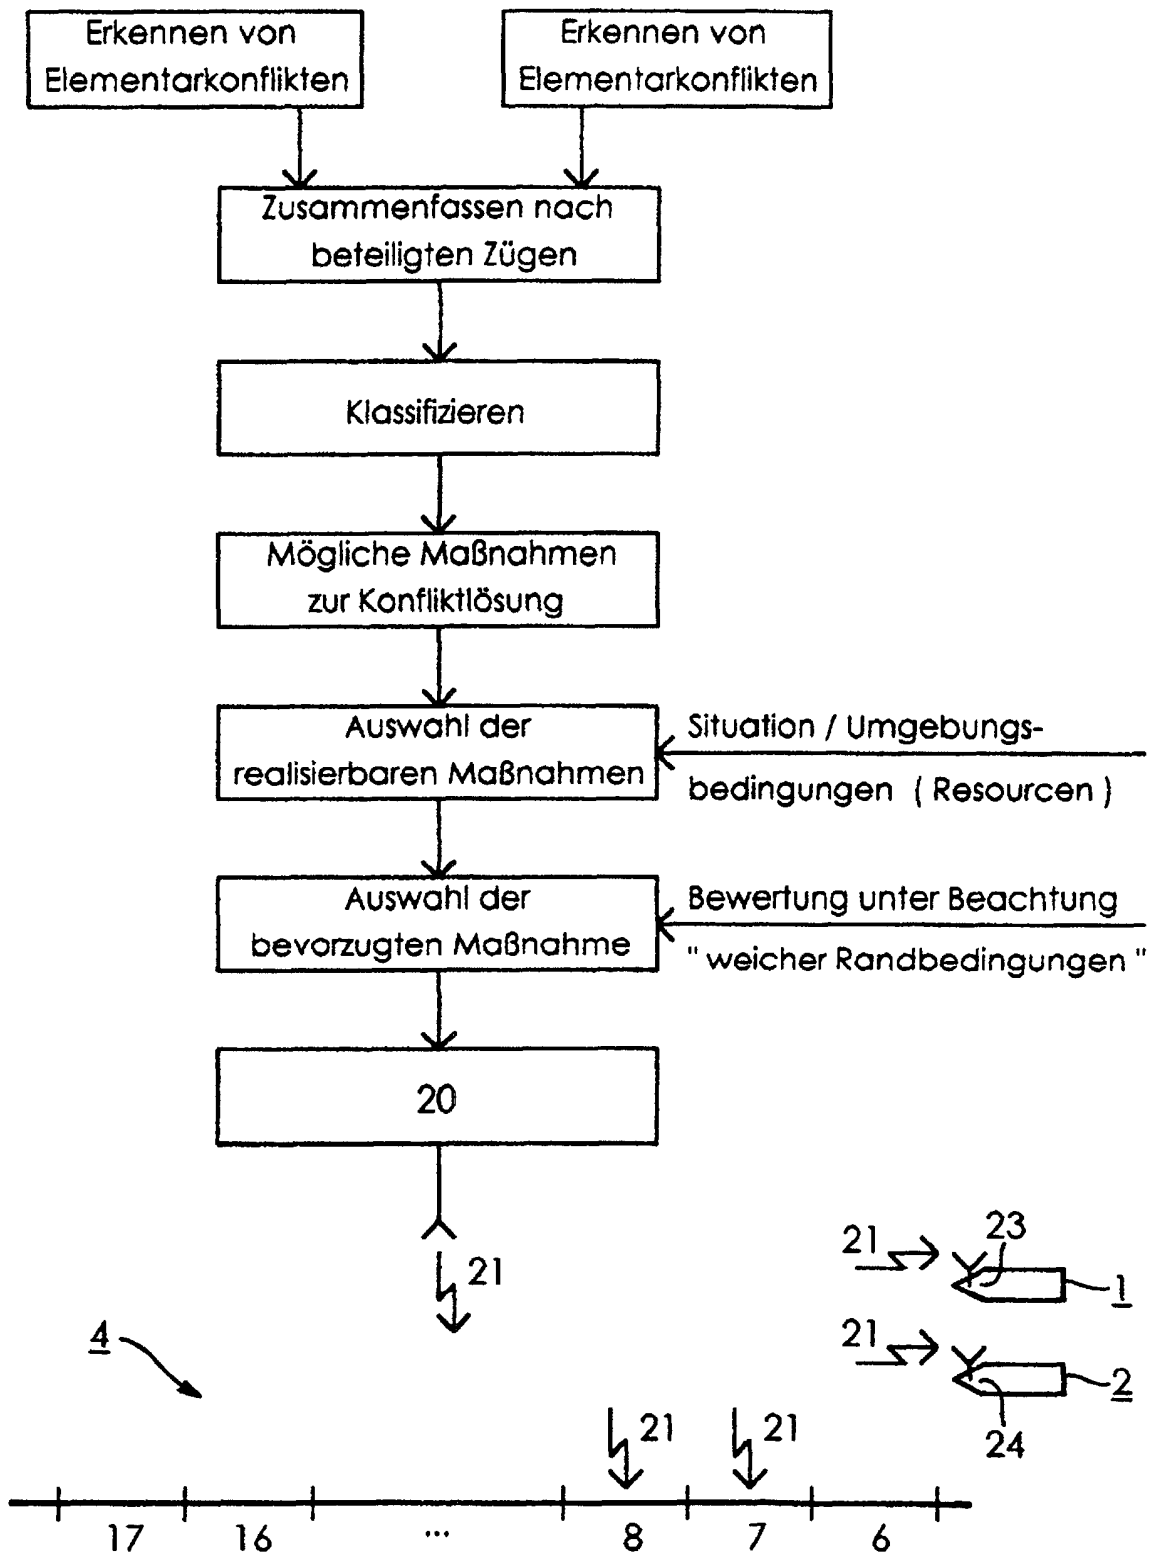 Erkennen von
Elementarkonflikten
Erkennen von
Elementarkonflikten
Zusammenfassen nach
beteiligten Zügen
Klassifizieren
Mögliche Maßnahmen
zur Konfliktlösung
Auswahl der
realisierbaren Maßnahmen
Situation / Umgebungs-
bedingungen ( Resourcen )
Auswahl der
bevorzugten Maßnahme
Bewertung unter Beachtung
" weicher Randbedingungen "
20
21
21
23
1
4
21
2
24
21
21
17
16
...
8
7
6